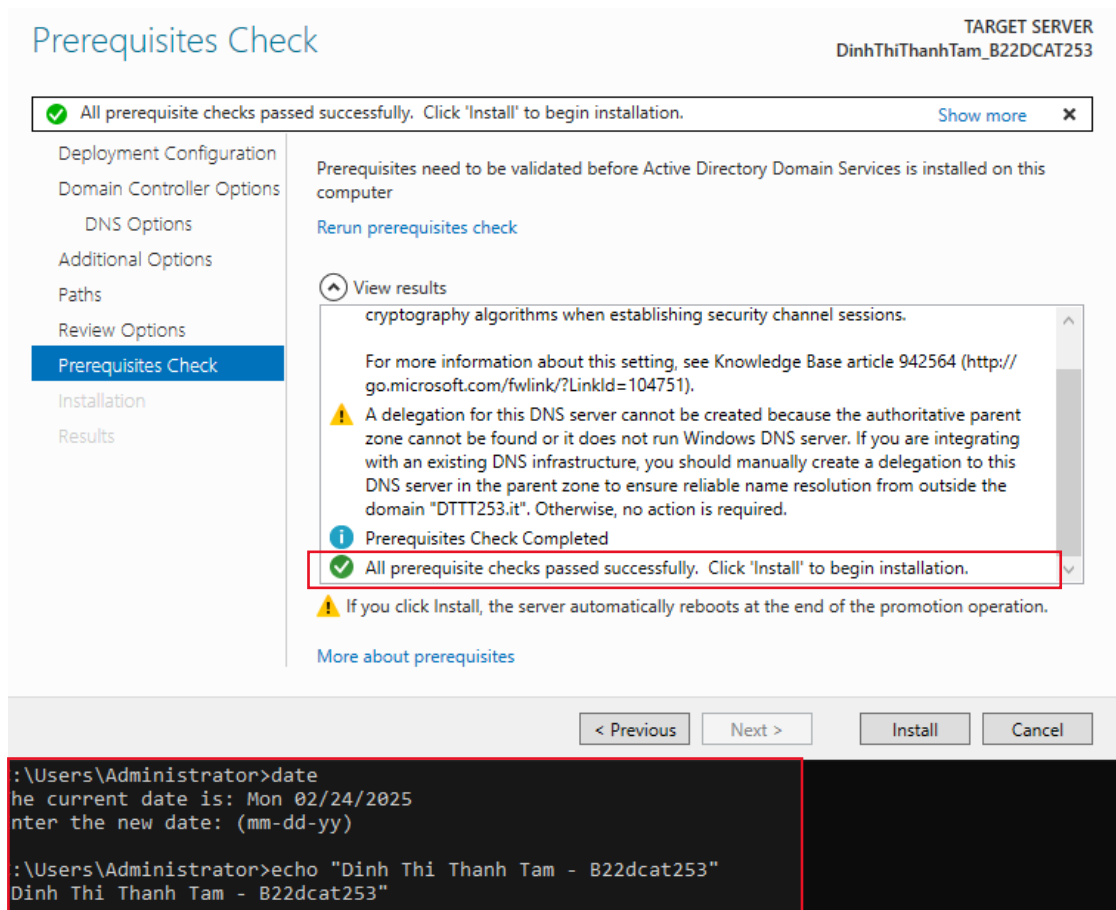 Prerequisites Check
TARGET SERVER
DinhThiThanhTam_B22DCAT253
All prerequisite checks passed successfully.  Click 'Install' to begin installation.
Show more
Deployment Configuration
Domain Controller Options
DNS Options
Additional Options
Paths
Review Options
Prerequisites Check
Installation
Results
Prerequisites need to be validated before Active Directory Domain Services is installed on this
computer
Rerun prerequisites check
View results
cryptography algorithms when establishing security channel sessions.
For more information about this setting, see Knowledge Base article 942564 (http://
go.microsoft.com/fwlink/?LinkId=104751).
A delegation for this DNS server cannot be created because the authoritative parent
zone cannot be found or it does not run Windows DNS server. If you are integrating
with an existing DNS infrastructure, you should manually create a delegation to this
DNS server in the parent zone to ensure reliable name resolution from outside the
domain "DTTT253.it". Otherwise, no action is required.
Prerequisites Check Completed
All prerequisite checks passed successfully.  Click 'Install' to begin installation.
If you click Install, the server automatically reboots at the end of the promotion operation.
More about prerequisites
< Previous
Next >
Install
Cancel
:\Users\Administrator>date
he current date is: Mon 02/24/2025
nter the new date: (mm-dd-yy)
:\Users\Administrator>echo "Dinh Thi Thanh Tam - B22dcat253"
Dinh Thi Thanh Tam - B22dcat253"